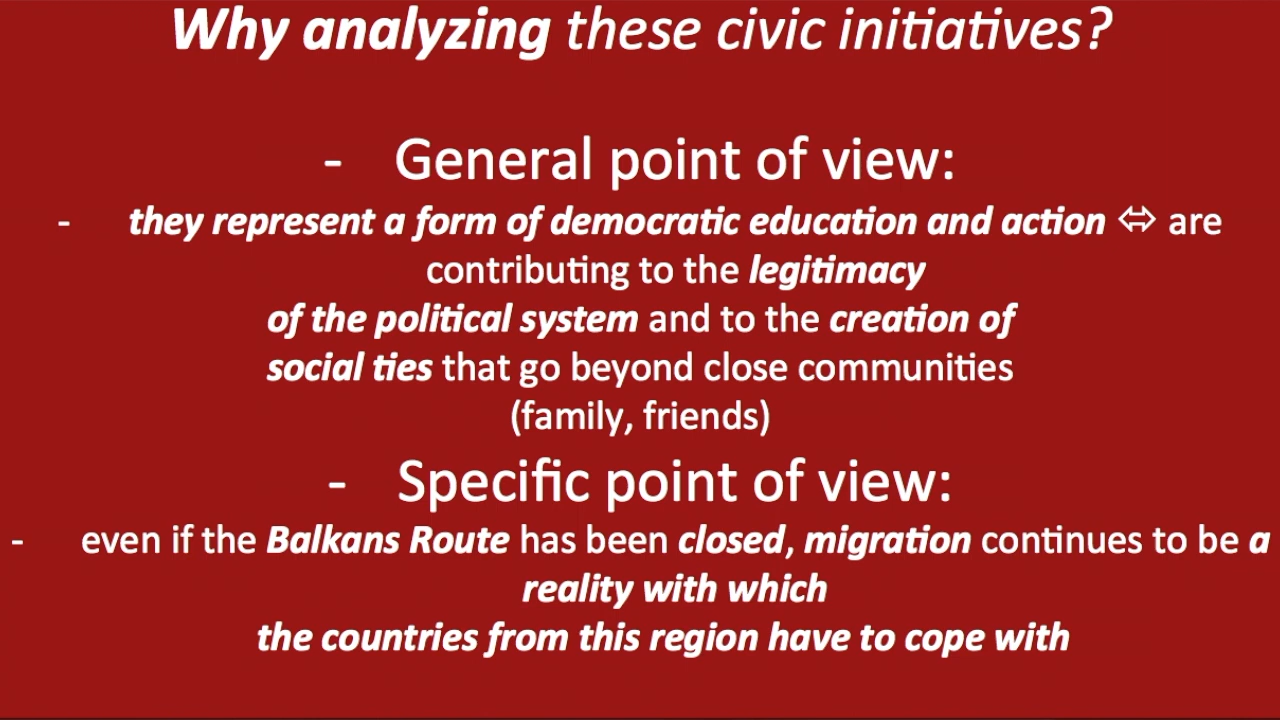 Why analyzing these civic initiatives?
- General point of view:
- they represent a form of democratic education and action ⬄ are
contributing to the legitimacy
of the political system and to the creation of
social ties that go beyond close communities
(family, friends)
- Specific point of view:
- even if the Balkans Route has been closed, migration continues to be a
reality with which
the countries from this region have to cope with